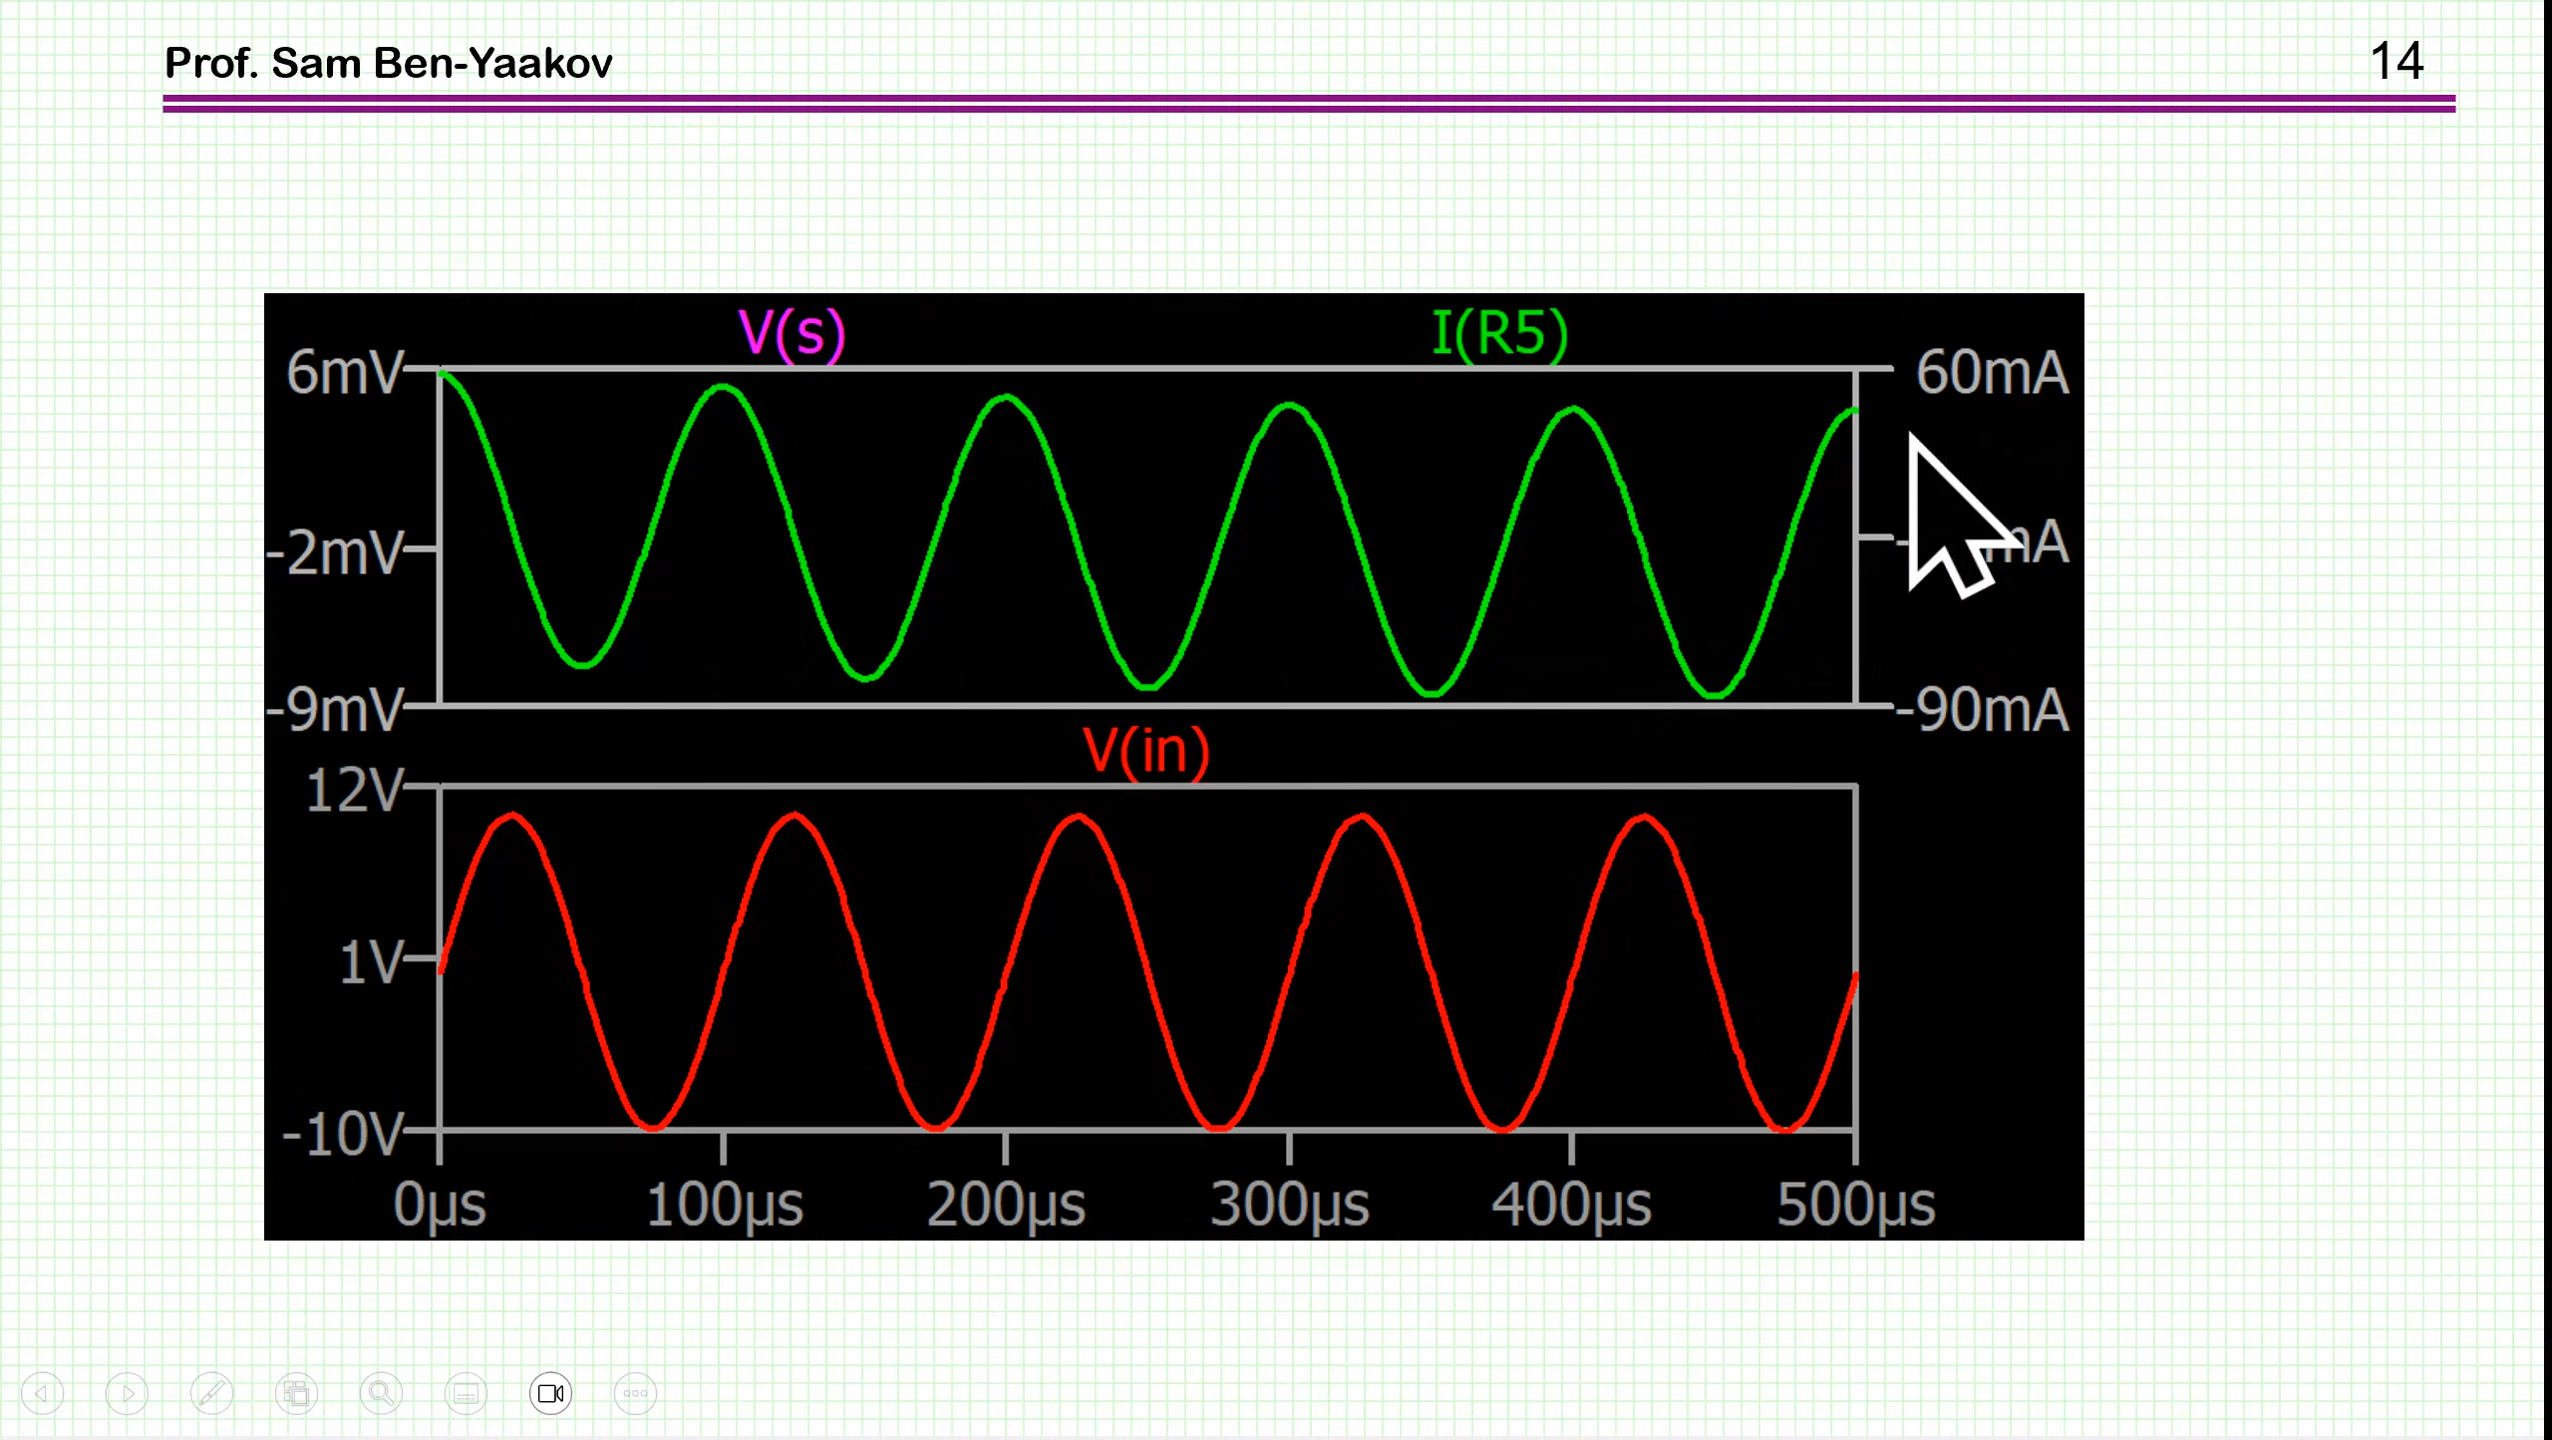 Prof. Sam Ben-Yaakov 14
V(s) I(R5)
6mV 60mA
-2mV
-9mV -90mA
V(in)
12V
1V
-10V
0µs 100µs 200µs 300µs 400µs 500µs